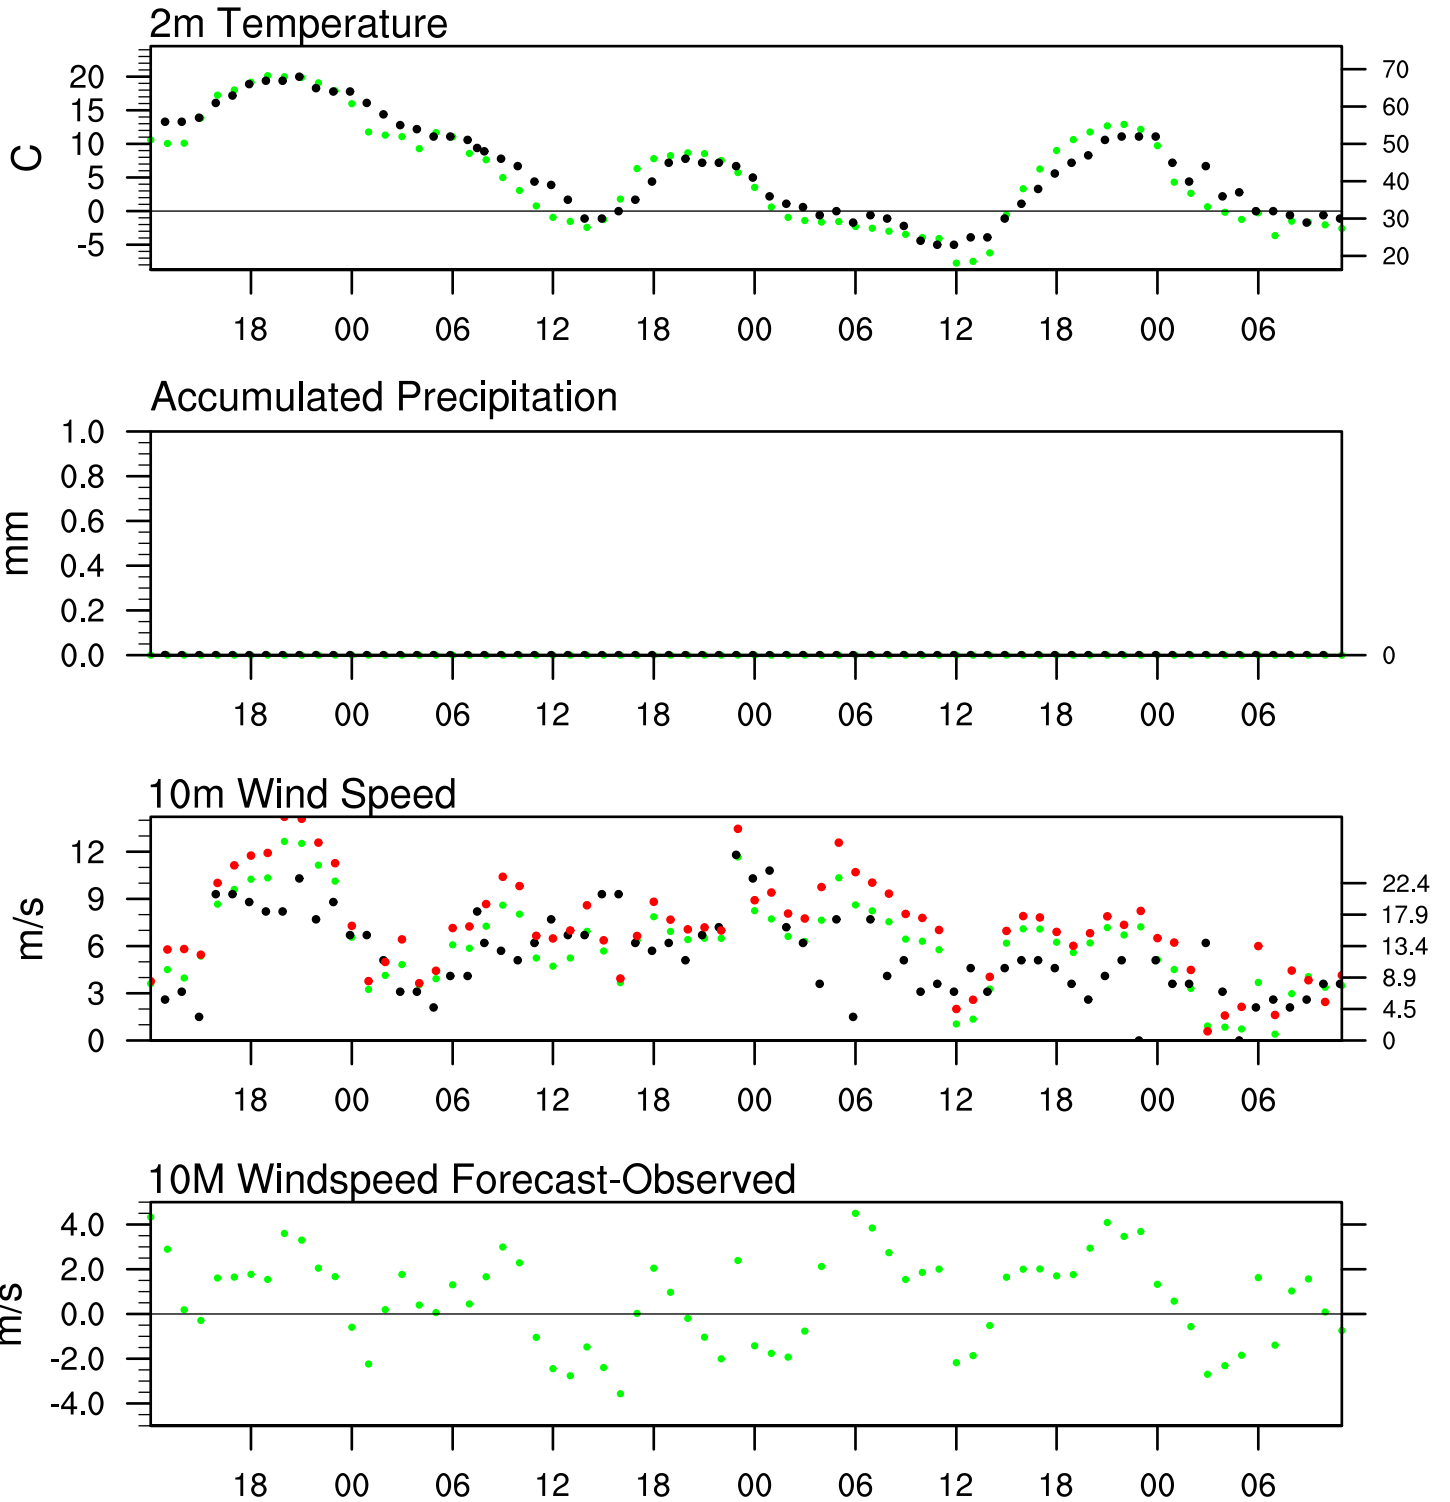 2m Temperature
20
15
10
5
0
-5
C
70
60
50
40
30
20
18 00 06 12 18 00 06 12 18 00 06
Accumulated Precipitation
1.0
0.8
0.6
0.4
0.2
0.0
mm
0
18 00 06 12 18 00 06 12 18 00 06
10m Wind Speed
12
9
6
3
0
m/s
22.4
17.9
13.4
8.9
4.5
0
18 00 06 12 18 00 06 12 18 00 06
10M Windspeed Forecast-Observed
4.0
2.0
0.0
-2.0
-4.0
m/s
18 00 06 12 18 00 06 12 18 00 06